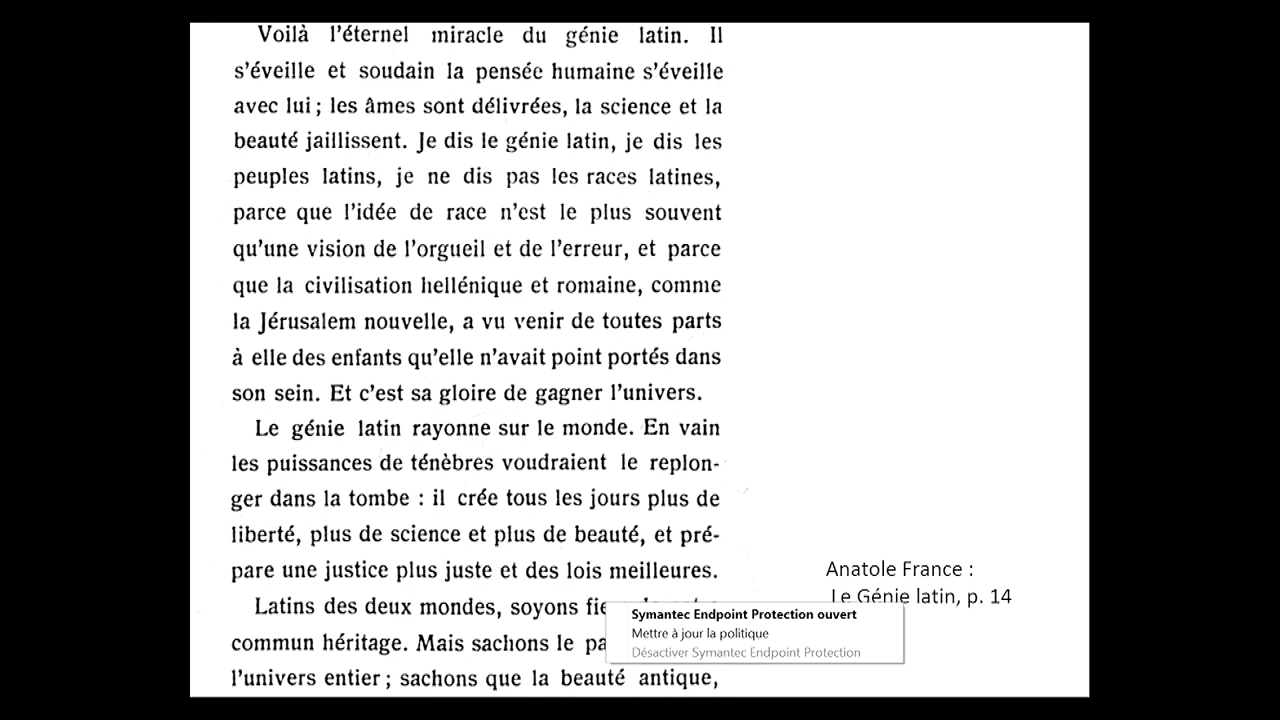 Voilà l'éternel miracle du génie latin. Il
s'éveille et soudain la pensée humaine s'éveille
avec lui ; les âmes sont délivrées, la science et la
beauté jaillissent. Je dis le génie latin, je dis les
peuples latins, je ne dis pas les races latines,
parce que l'idée de race n'est le plus souvent
qu'une vision de l'orgueil et de l'erreur, et parce
que la civilisation hellénique et romaine, comme
la Jérusalem nouvelle, a vu venir de toutes parts
à elle des enfants qu'elle n'avait point portés dans
son sein. Et c'est sa gloire de gagner l'univers.
Le génie latin rayonne sur le monde. En vain
les puissances de ténèbres voudraient le replon-
ger dans la tombe : il crée tous les jours plus de
liberté, plus de science et plus de beauté, et pré-
pare une justice plus juste et des lois meilleures.
Latins des deux mondes, soyons
commun héritage. Mais sachons le
l'univers entier ; sachons que la beauté antique,
Anatole France :
Le Génie latin, p. 14
Symantec Endpoint Protection ouvert
Mettre à jour la politique
Désactiver Symantec Endpoint Protection